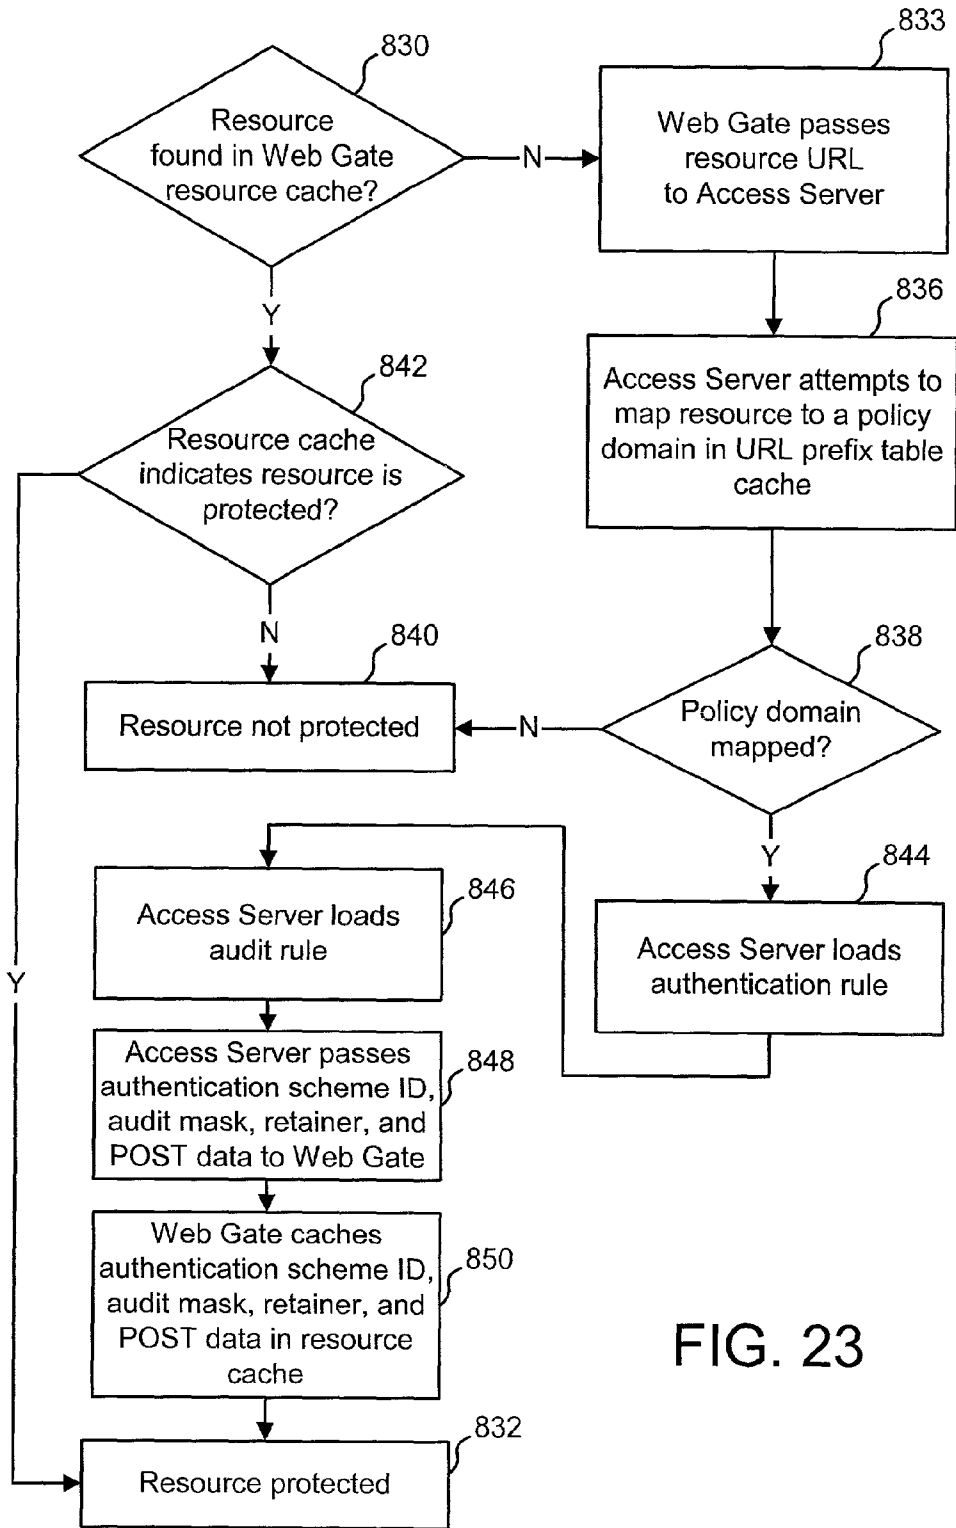 830
Resource
found in Web Gate
resource cache?
N
833
Web Gate passes
resource URL
to Access Server
Y
836
Access Server attempts to
map resource to a policy
domain in URL prefix table
cache
842
Resource cache
indicates resource is
protected?
N
840
Resource not protected
838
Policy domain
mapped?
N
Y
844
Access Server loads
authentication rule
846
Access Server loads
audit rule
Y
848
Access Server passes
authentication scheme ID,
audit mask, retainer, and
POST data to Web Gate
850
Web Gate caches
authentication scheme ID,
audit mask, retainer, and
POST data in resource
cache
832
Resource protected
FIG. 23